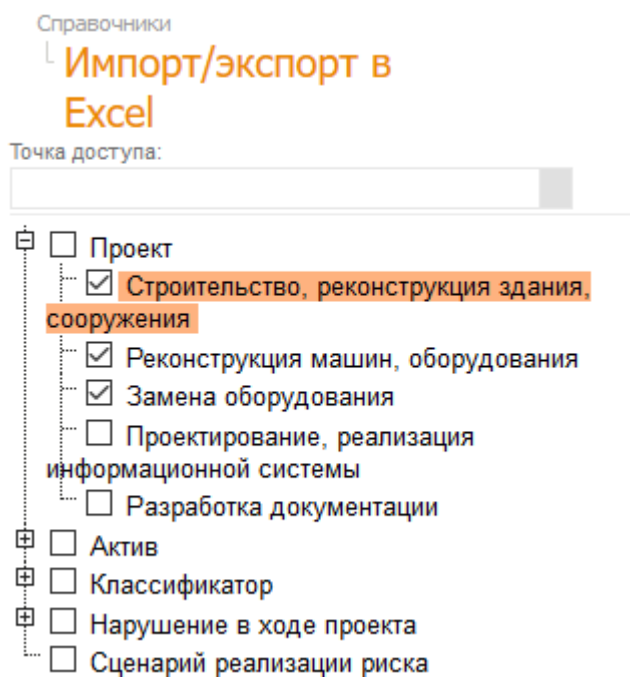 Справочники
Импорт/экспорт в
Excel
Точка доступа:
Проект
Строительство, реконструкция здания,
сооружения
Реконструкция машин, оборудования
Замена оборудования
Проектирование, реализация
информационной системы
Разработка документации
Актив
Классификатор
Нарушение в ходе проекта
Сценарий реализации риска